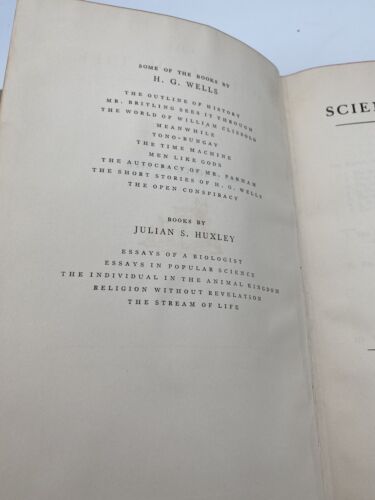 SOME OF THE BOOKS BY
H. G. WELLS
THE OUTLINE OF HISTORY
MR. BRITLING SEES IT THROUGH
THE WORLD OF WILLIAM CLISSOLD
MEANWHILE
TONO-BUNGAY
THE TIME MACHINE
MEN LIKE GODS
THE AUTOCRACY OF MR. PARHAM
THE SHORT STORIES OF H. G. WELLS
THE OPEN CONSPIRACY
BOOKS BY
JULIAN S. HUXLEY
ESSAYS OF A BIOLOGIST
ESSAYS IN POPULAR SCIENCE
THE INDIVIDUAL IN THE ANIMAL KINGDOM
RELIGION WITHOUT REVELATION
THE STREAM OF LIFE
SCIEN